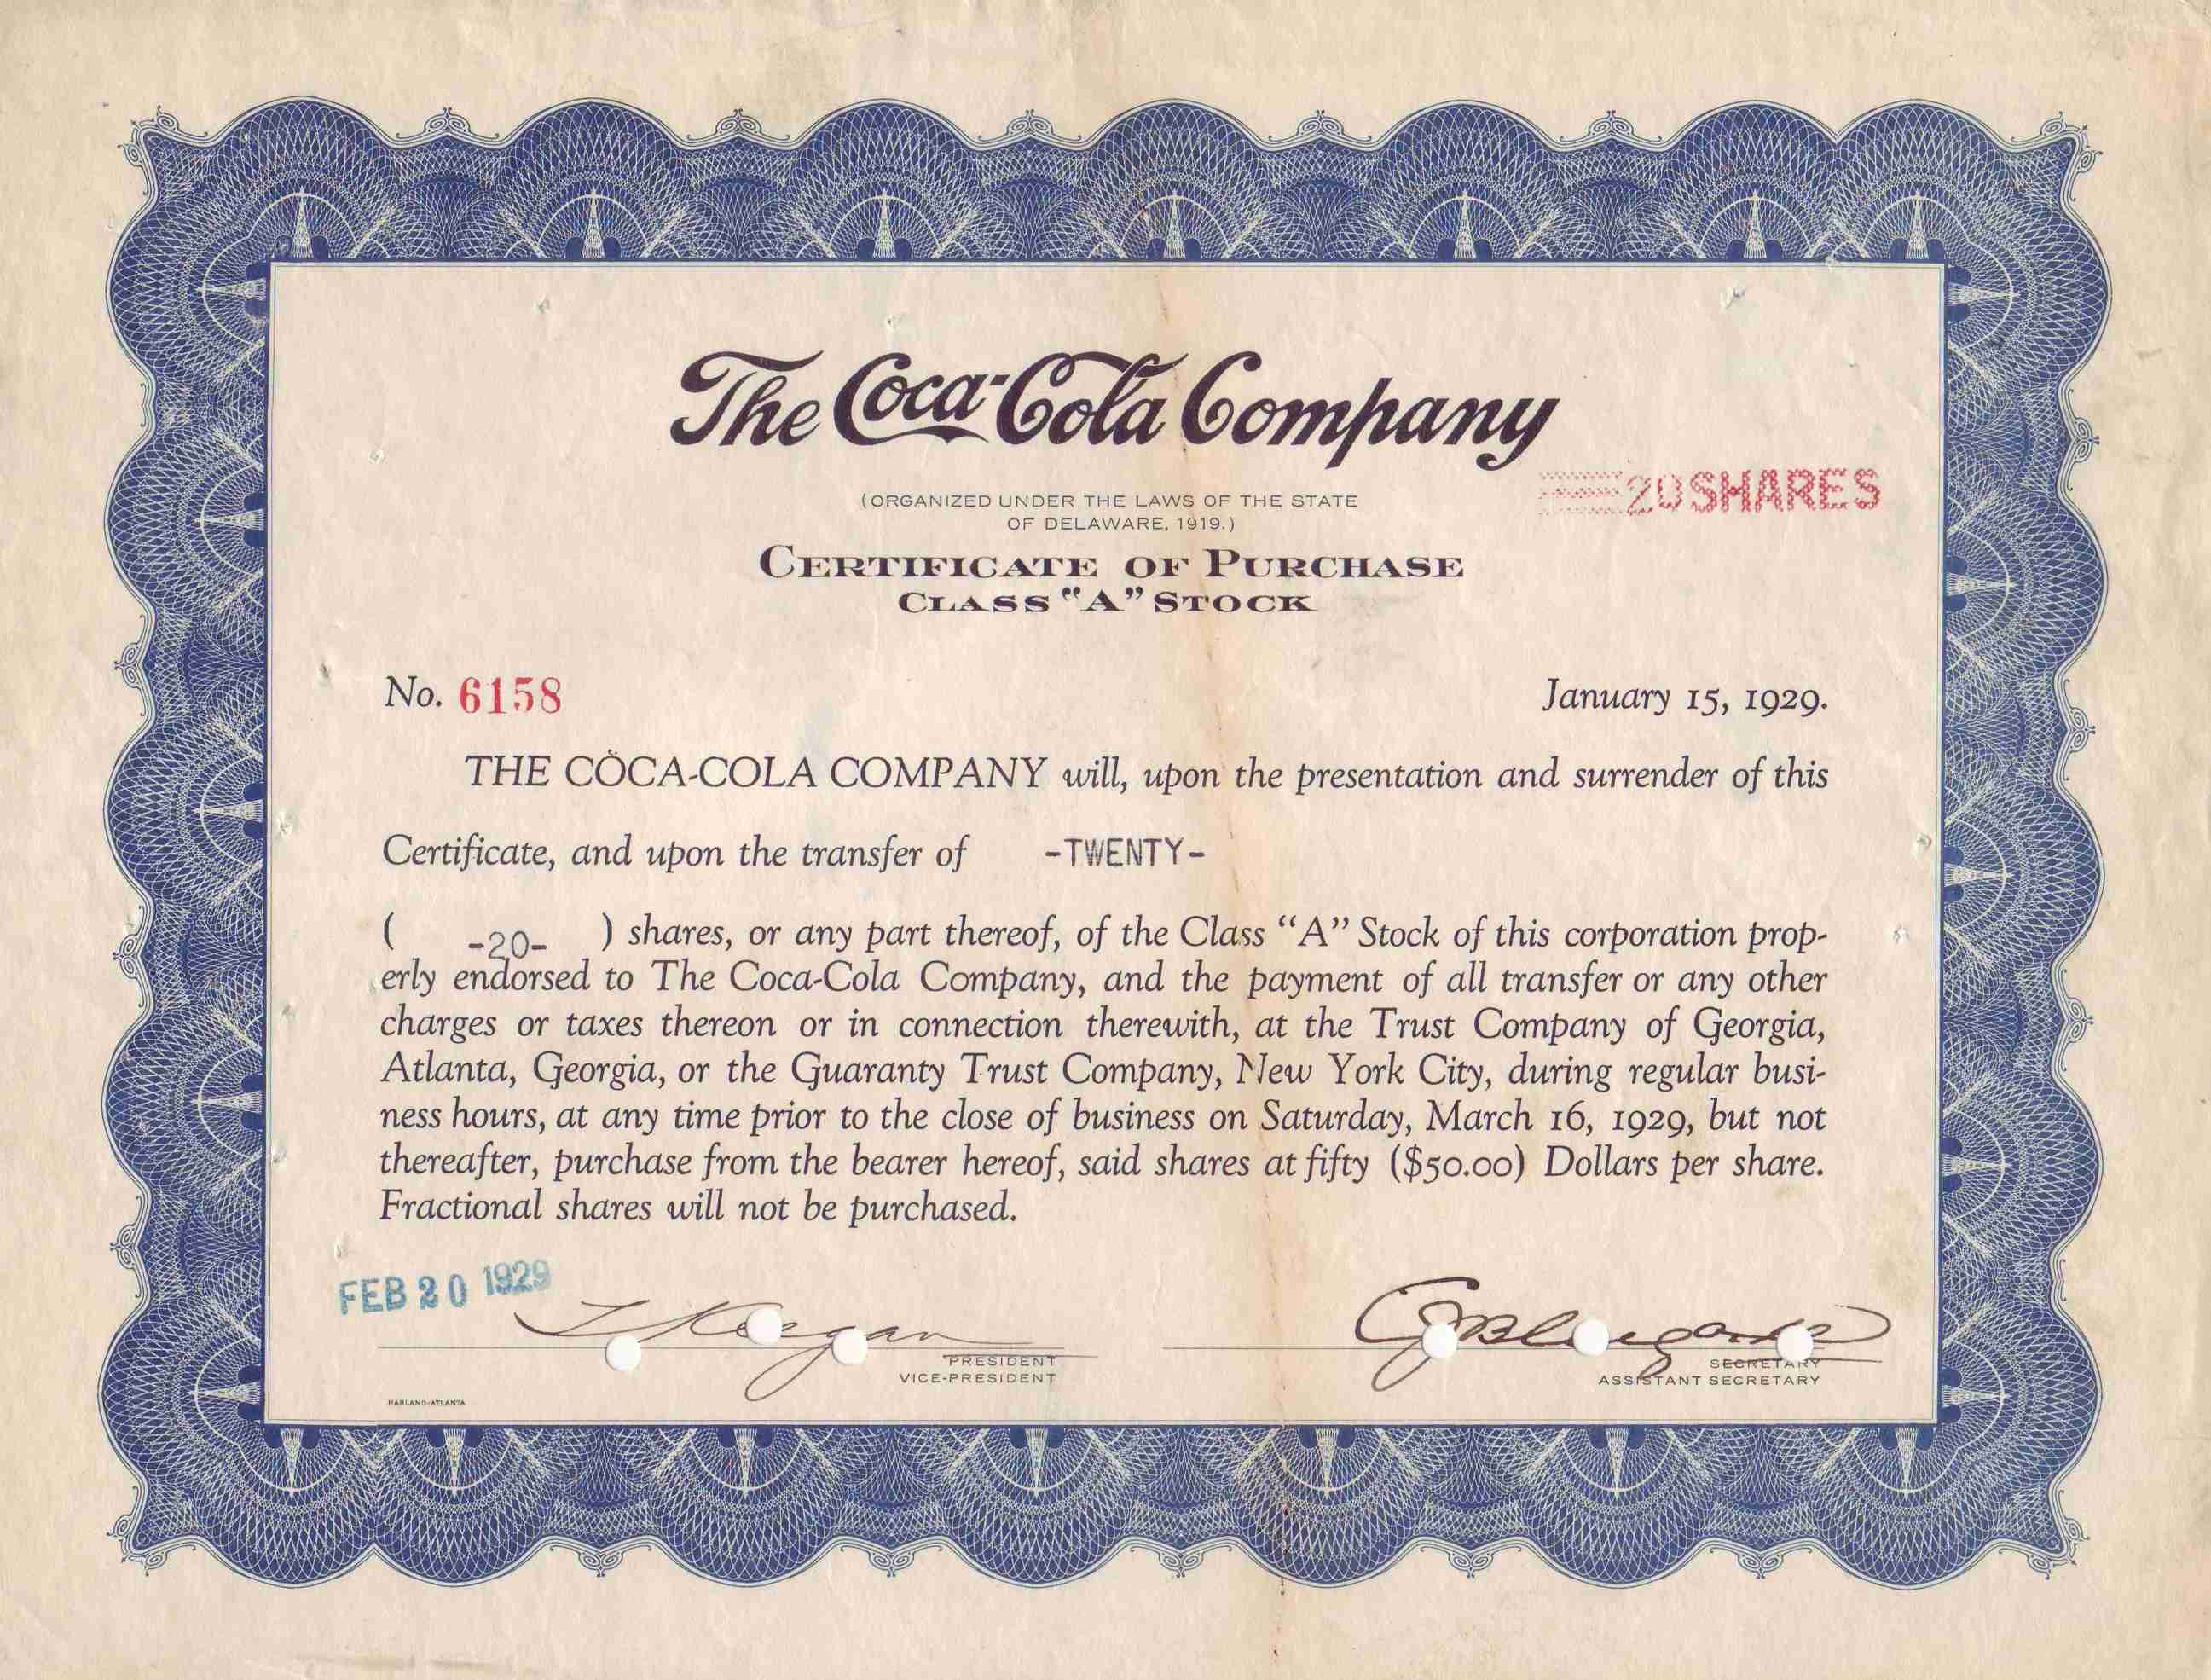 The Coca-Cola Company
20 SHARES
(ORGANIZED UNDER THE LAWS OF THE STATE
OF DELAWARE, 1919.)
CERTIFICATE OF PURCHASE
CLASS "A" STOCK
No. 6158
January 15, 1929.
THE COCA-COLA COMPANY will, upon the presentation and surrender of this
Certificate, and upon the transfer of -TWENTY-
( -20- ) shares, or any part thereof, of the Class "A" Stock of this corporation prop-
erly endorsed to The Coca-Cola Company, and the payment of all transfer or any other
charges or taxes thereon or in connection therewith, at the Trust Company of Georgia,
Atlanta, Georgia, or the Guaranty Trust Company, New York City, during regular busi-
ness hours, at any time prior to the close of business on Saturday, March 16, 1929, but not
thereafter, purchase from the bearer hereof, said shares at fifty ($50.00) Dollars per share.
Fractional shares will not be purchased.
FEB 20 1929
PRESIDENT
VICE-PRESIDENT
SECRETARY
ASSISTANT SECRETARY
HARLAND-ATLANTA